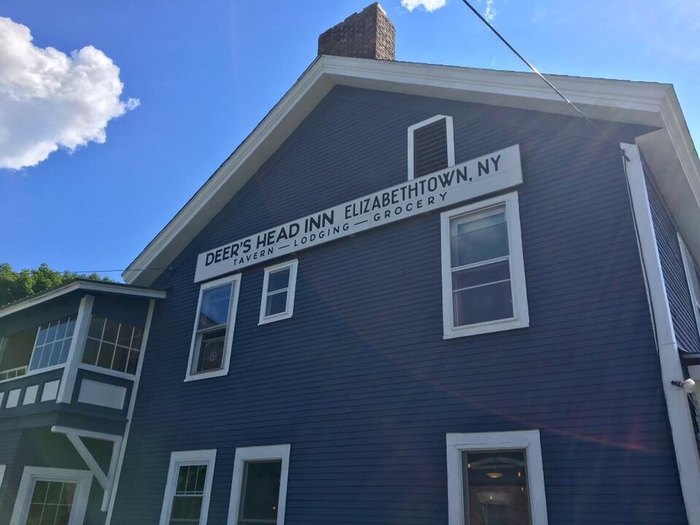 DEER'S HEAD INN ELIZABETHTOWN, NY
TAVERN — LODGING — GROCERY